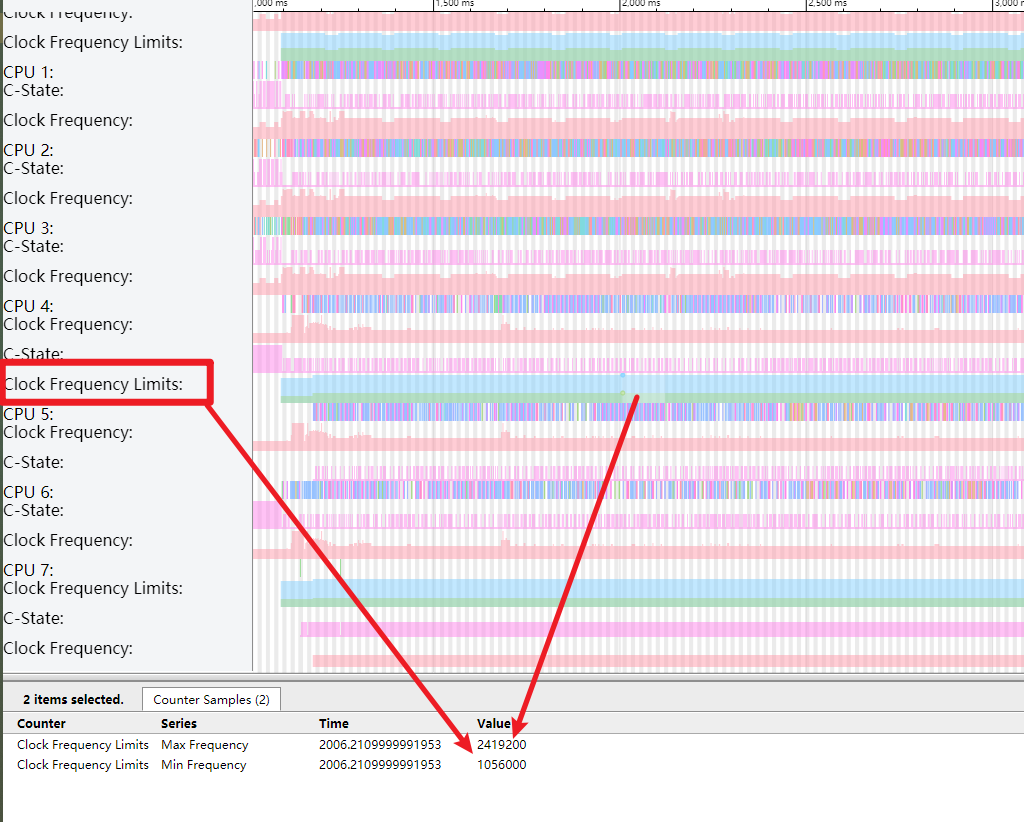 ,000 ms 1,500 ms 2,000 ms 2,500 ms 3,000 m
Clock Frequency:
Clock Frequency Limits:
CPU 1:
C-State:
Clock Frequency:
CPU 2:
C-State:
Clock Frequency:
CPU 3:
C-State:
Clock Frequency:
CPU 4:
Clock Frequency:
C-State:
Clock Frequency Limits:
CPU 5:
Clock Frequency:
C-State:
CPU 6:
C-State:
Clock Frequency:
CPU 7:
Clock Frequency Limits:
C-State:
Clock Frequency:
2 items selected. Counter Samples (2)
Counter Series Time Value
Clock Frequency Limits Max Frequency 2006.2109999991953 2419200
Clock Frequency Limits Min Frequency 2006.2109999991953 1056000